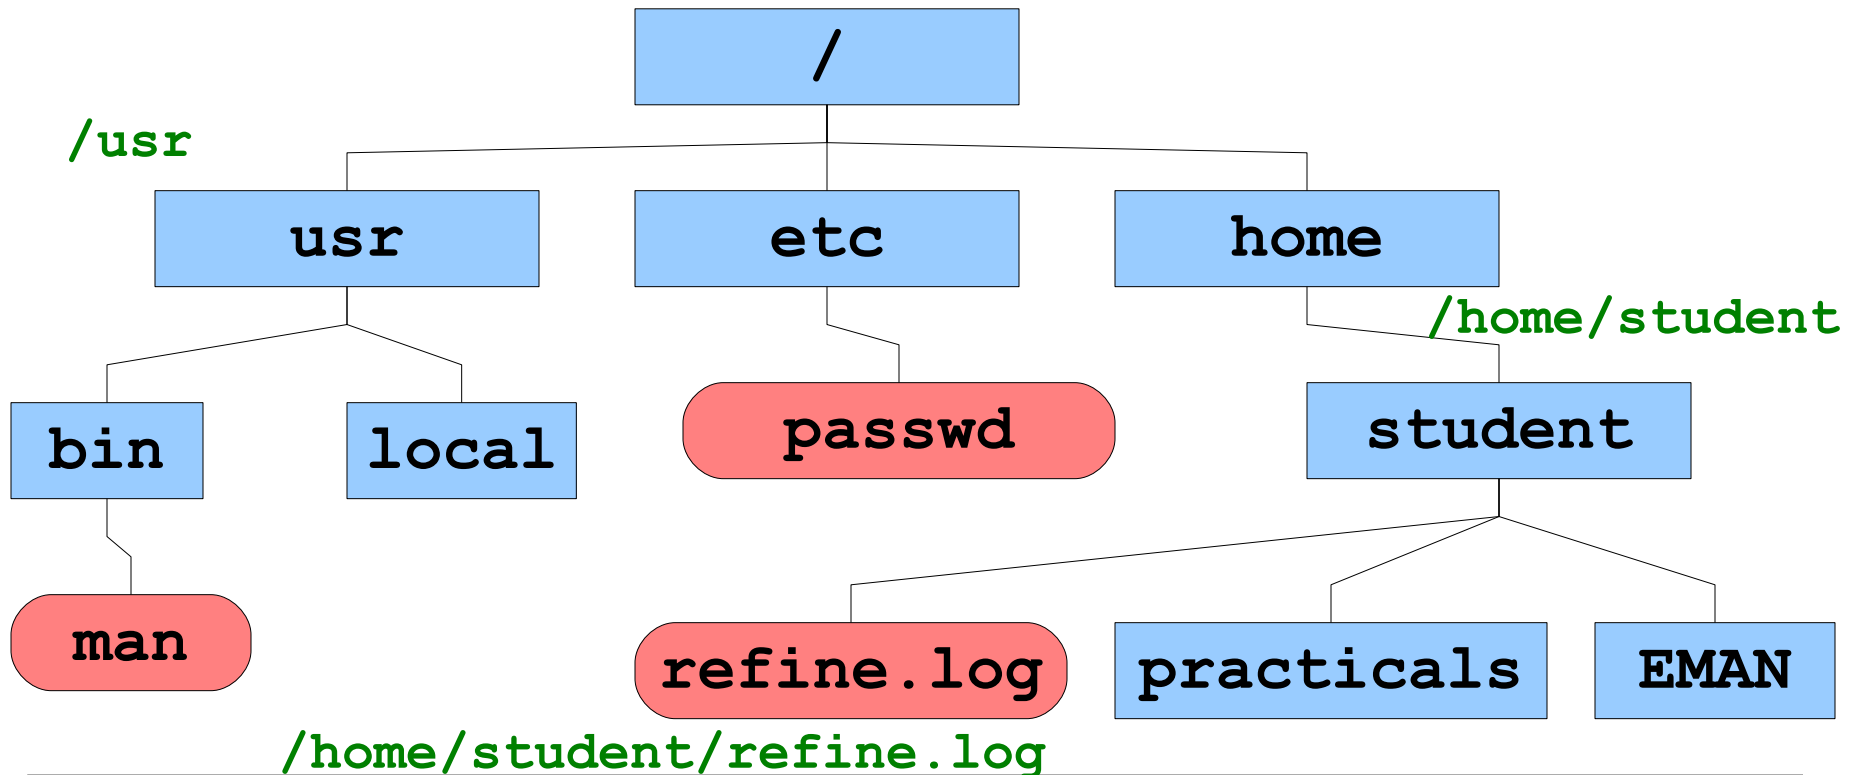 /
/usr
usr
etc
home
/home/student
bin
local
passwd
student
man
refine.log
practicals
EMAN
/home/student/refine.log